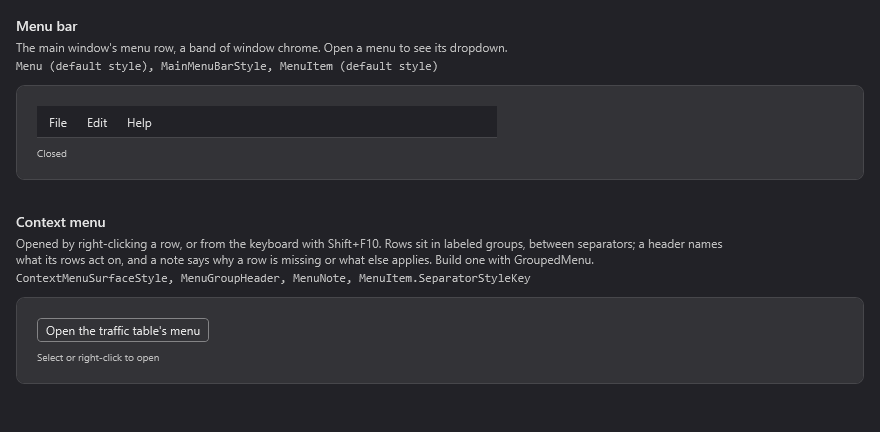 Menu bar
The main window's menu row, a band of window chrome. Open a menu to see its dropdown.
Menu (default style), MainMenuBarStyle, MenuItem (default style)
File Edit Help
Closed
Context menu
Opened by right-clicking a row, or from the keyboard with Shift+F10. Rows sit in labeled groups, between separators; a header names
what its rows act on, and a note says why a row is missing or what else applies. Build one with GroupedMenu.
ContextMenuSurfaceStyle, MenuGroupHeader, MenuNote, MenuItem.SeparatorStyleKey
Open the traffic table's menu
Select or right-click to open